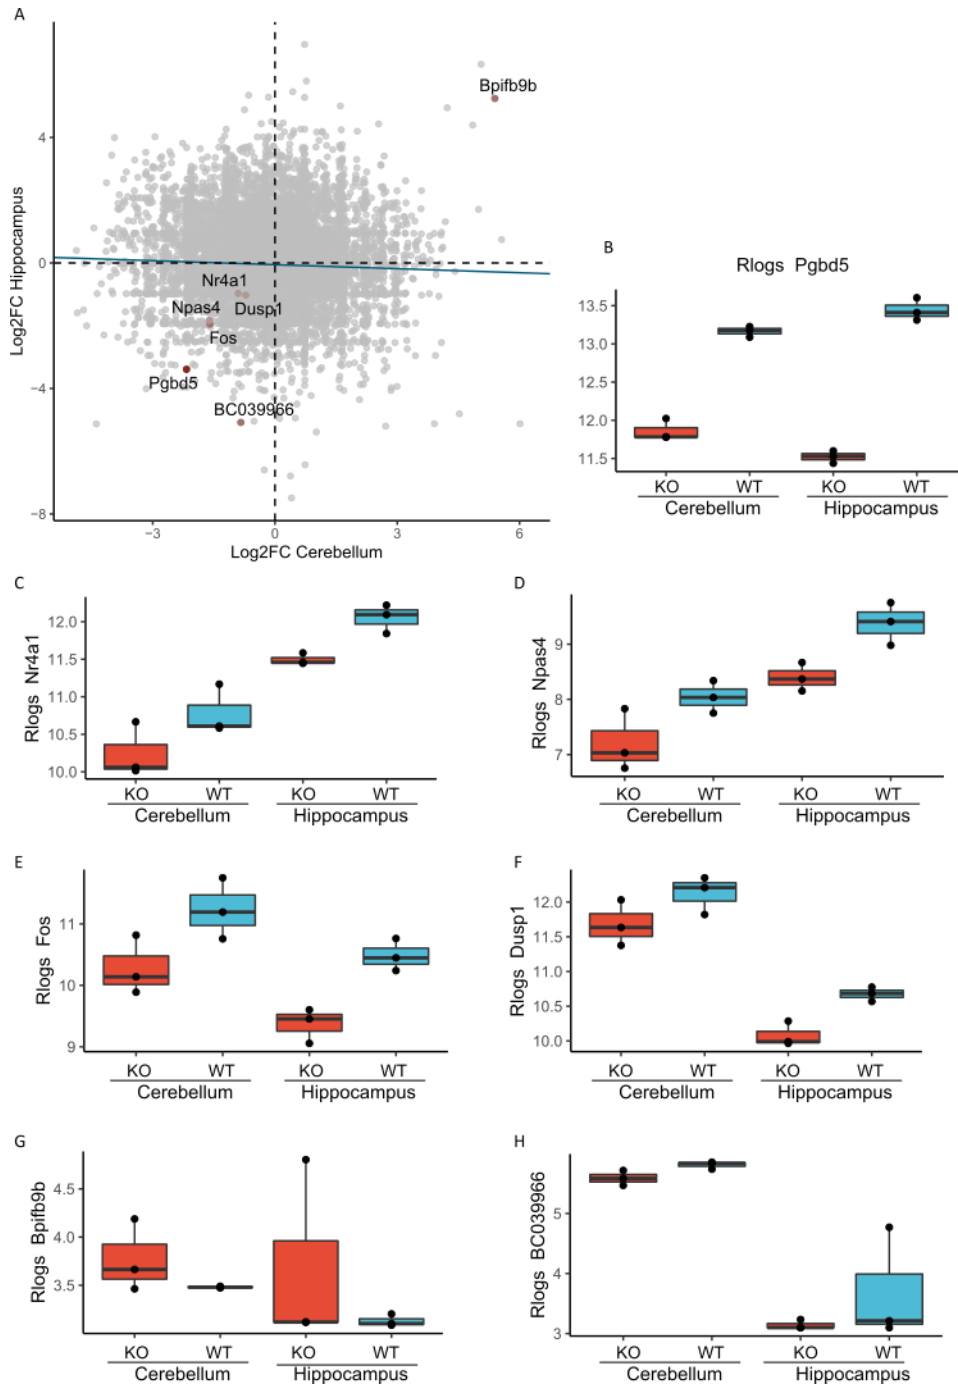 A
Bpifb9b
4
0
−4
−8
Log2FC Hippocampus
Nr4a1
Npas4
Dusp1
Fos
Pgbd5
BC039966
−3
0
3
6
Log2FC Cerebellum
B
Rlogs Pgbd5
13.5
13.0
12.5
12.0
11.5
KO WT KO WT
Cerebellum Hippocampus
C
Rlogs Nr4a1
12.0
11.5
11.0
10.5
10.0
KO WT KO WT
Cerebellum Hippocampus
D
Rlogs Npas4
9
8
7
KO WT KO WT
Cerebellum Hippocampus
E
Rlogs Fos
11
10
9
KO WT KO WT
Cerebellum Hippocampus
F
Rlogs Dusp1
12.0
11.5
11.0
10.5
10.0
KO WT KO WT
Cerebellum Hippocampus
G
Rlogs Bpifb9b
4.5
4.0
3.5
KO WT KO WT
Cerebellum Hippocampus
H
Rlogs BC039966
5
4
3
KO WT KO WT
Cerebellum Hippocampus